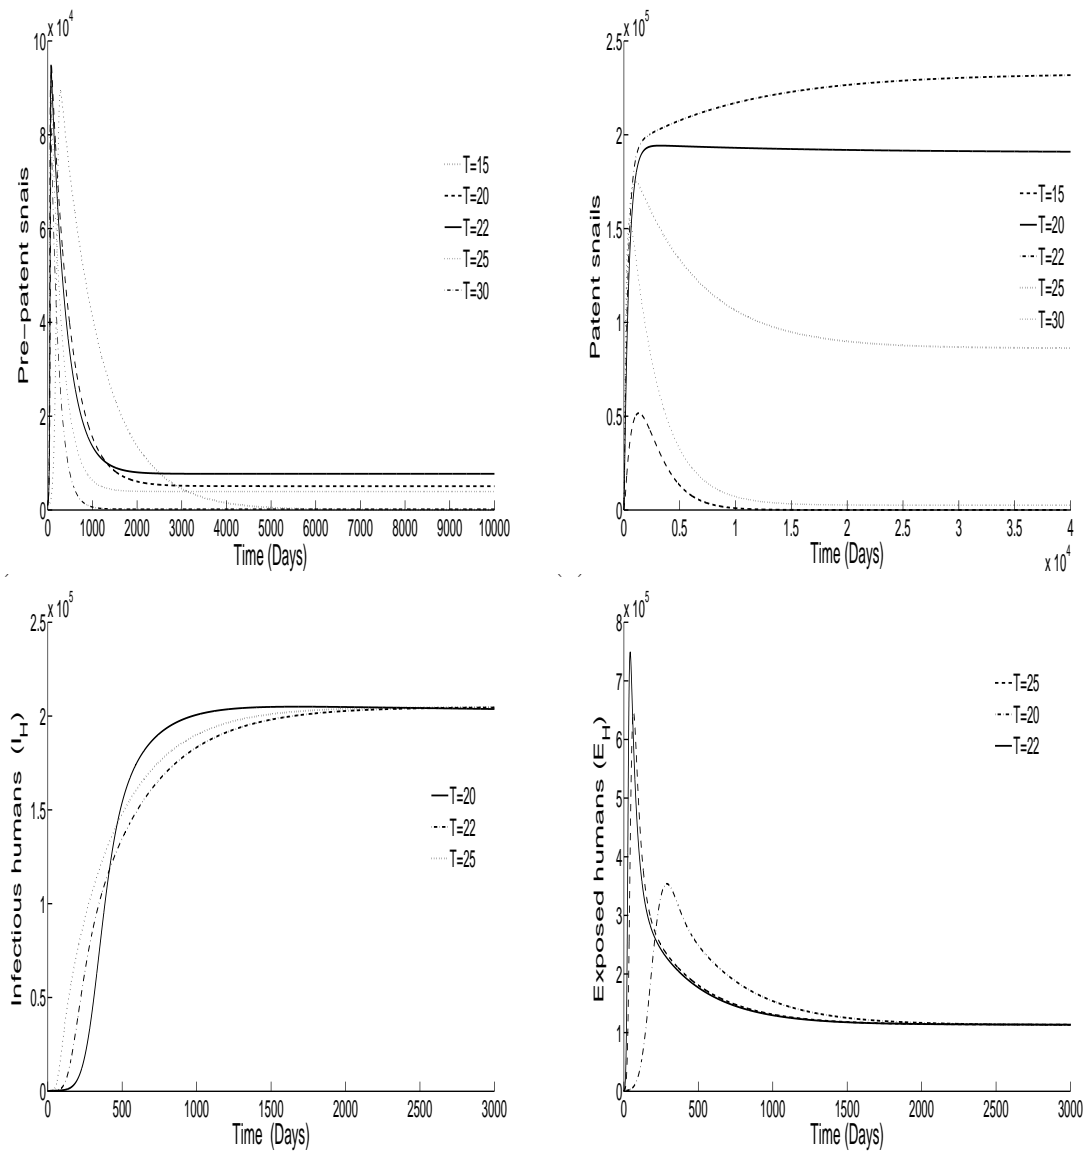 x 10^4
10
8
6
4
2
0
Pre-patent snais
T=15
T=20
T=22
T=25
T=30
0 1000 2000 3000 4000 5000 6000 7000 8000 9000 10000
Time (Days)
x 10^5
2.5
2
1.5
1
0.5
0
Patent snails
T=15
T=20
T=22
T=25
T=30
0 0.5 1 1.5 2 2.5 3 3.5 4
Time (Days)
x 10^4
x 10^5
2.5
2
1.5
1
0.5
0
Infectious humans (I_H)
T=20
T=22
T=25
0 500 1000 1500 2000 2500 3000
Time (Days)
x 10^5
8
7
6
5
4
3
2
1
0
Exposed humans (E_H)
T=25
T=20
T=22
0 500 1000 1500 2000 2500 3000
Time (Days)